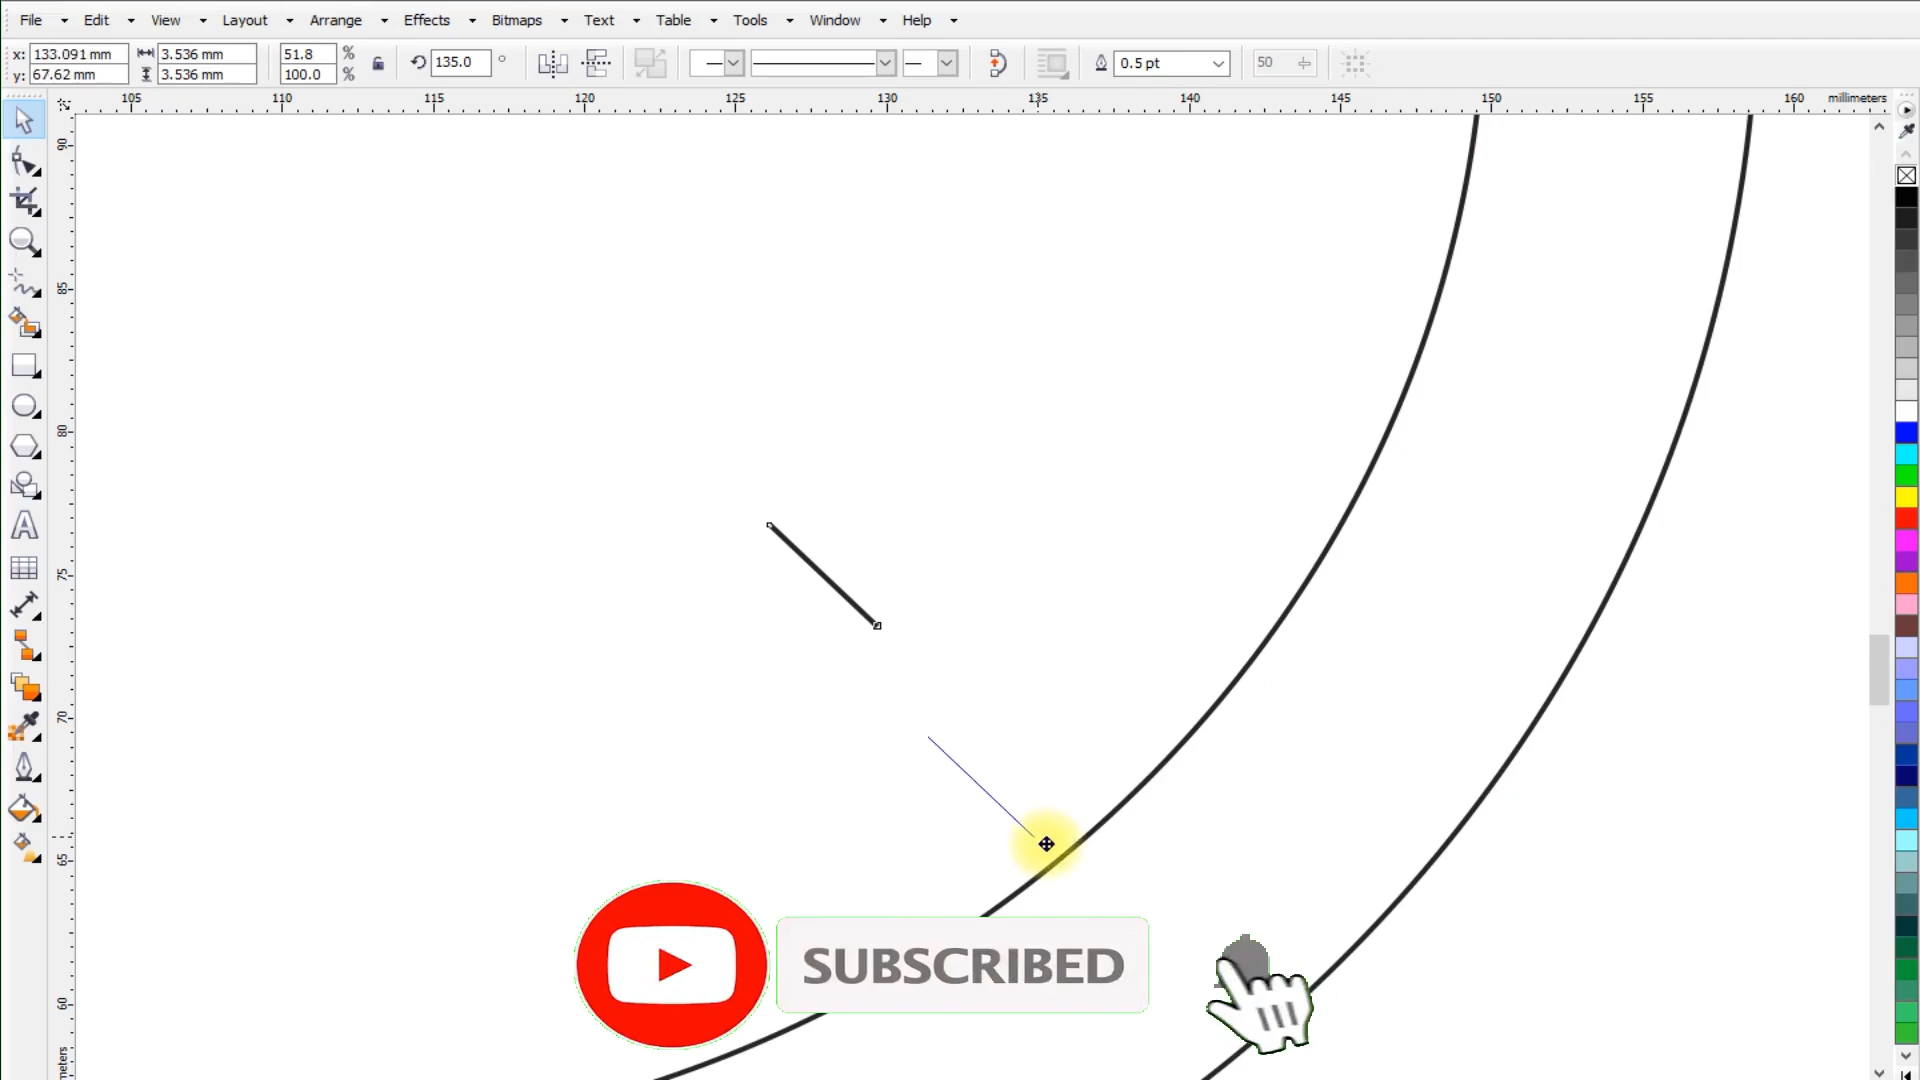 File Edit View Layout Arrange Effects Bitmaps Text Table Tools Window Help
x: 133.091 mm 3.536 mm 51.8 % 135.0 ° 0.5 pt 50
y: 67.62 mm 3.536 mm 100.0 %
105 110 115 120 125 130 135 140 145 150 155 160 millimeters
90
85
80
75
70
65
60
SUBSCRIBED